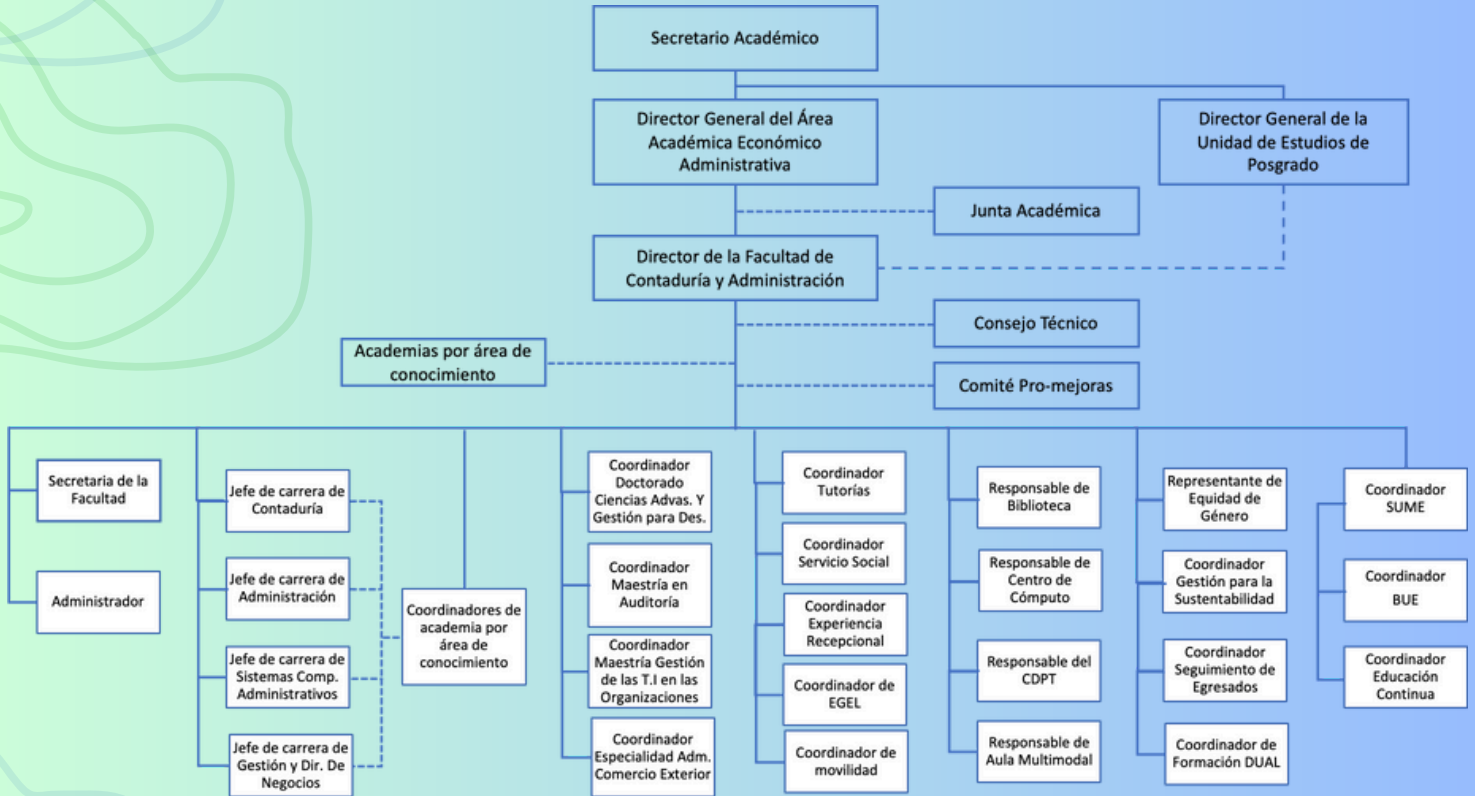 Secretario Académico
Director General del Área
Académica Económico
Administrativa
Director General de la
Unidad de Estudios de
Posgrado
Junta Académica
Director de la Facultad de
Contaduría y Administración
Consejo Técnico
Academias por área de
conocimiento
Comité Pro-mejoras
Secretaria de la
Facultad
Administrador
Jefe de carrera de
Contaduría
Jefe de carrera de
Administración
Jefe de carrera de
Sistemas Comp.
Administrativos
Jefe de carrera de
Gestión y Dir. De
Negocios
Coordinadores de
academia por
área de
conocimiento
Coordinador
Doctorado
Ciencias Advas. Y
Gestión para Des.
Coordinador
Maestría en
Auditoría
Coordinador
Maestría Gestión
de las T.I en las
Organizaciones
Coordinador
Especialidad Adm.
Comercio Exterior
Coordinador
Tutorías
Coordinador
Servicio Social
Coordinador
Experiencia
Recepcional
Coordinador de
EGEL
Coordinador de
movilidad
Responsable de
Biblioteca
Responsable de
Centro de
Cómputo
Responsable del
CDPT
Responsable de
Aula Multimodal
Representante de
Equidad de
Género
Coordinador
Gestión para la
Sustentabilidad
Coordinador
Seguimiento de
Egresados
Coordinador de
Formación DUAL
Coordinador
SUME
Coordinador
BUE
Coordinador
Educación
Continua